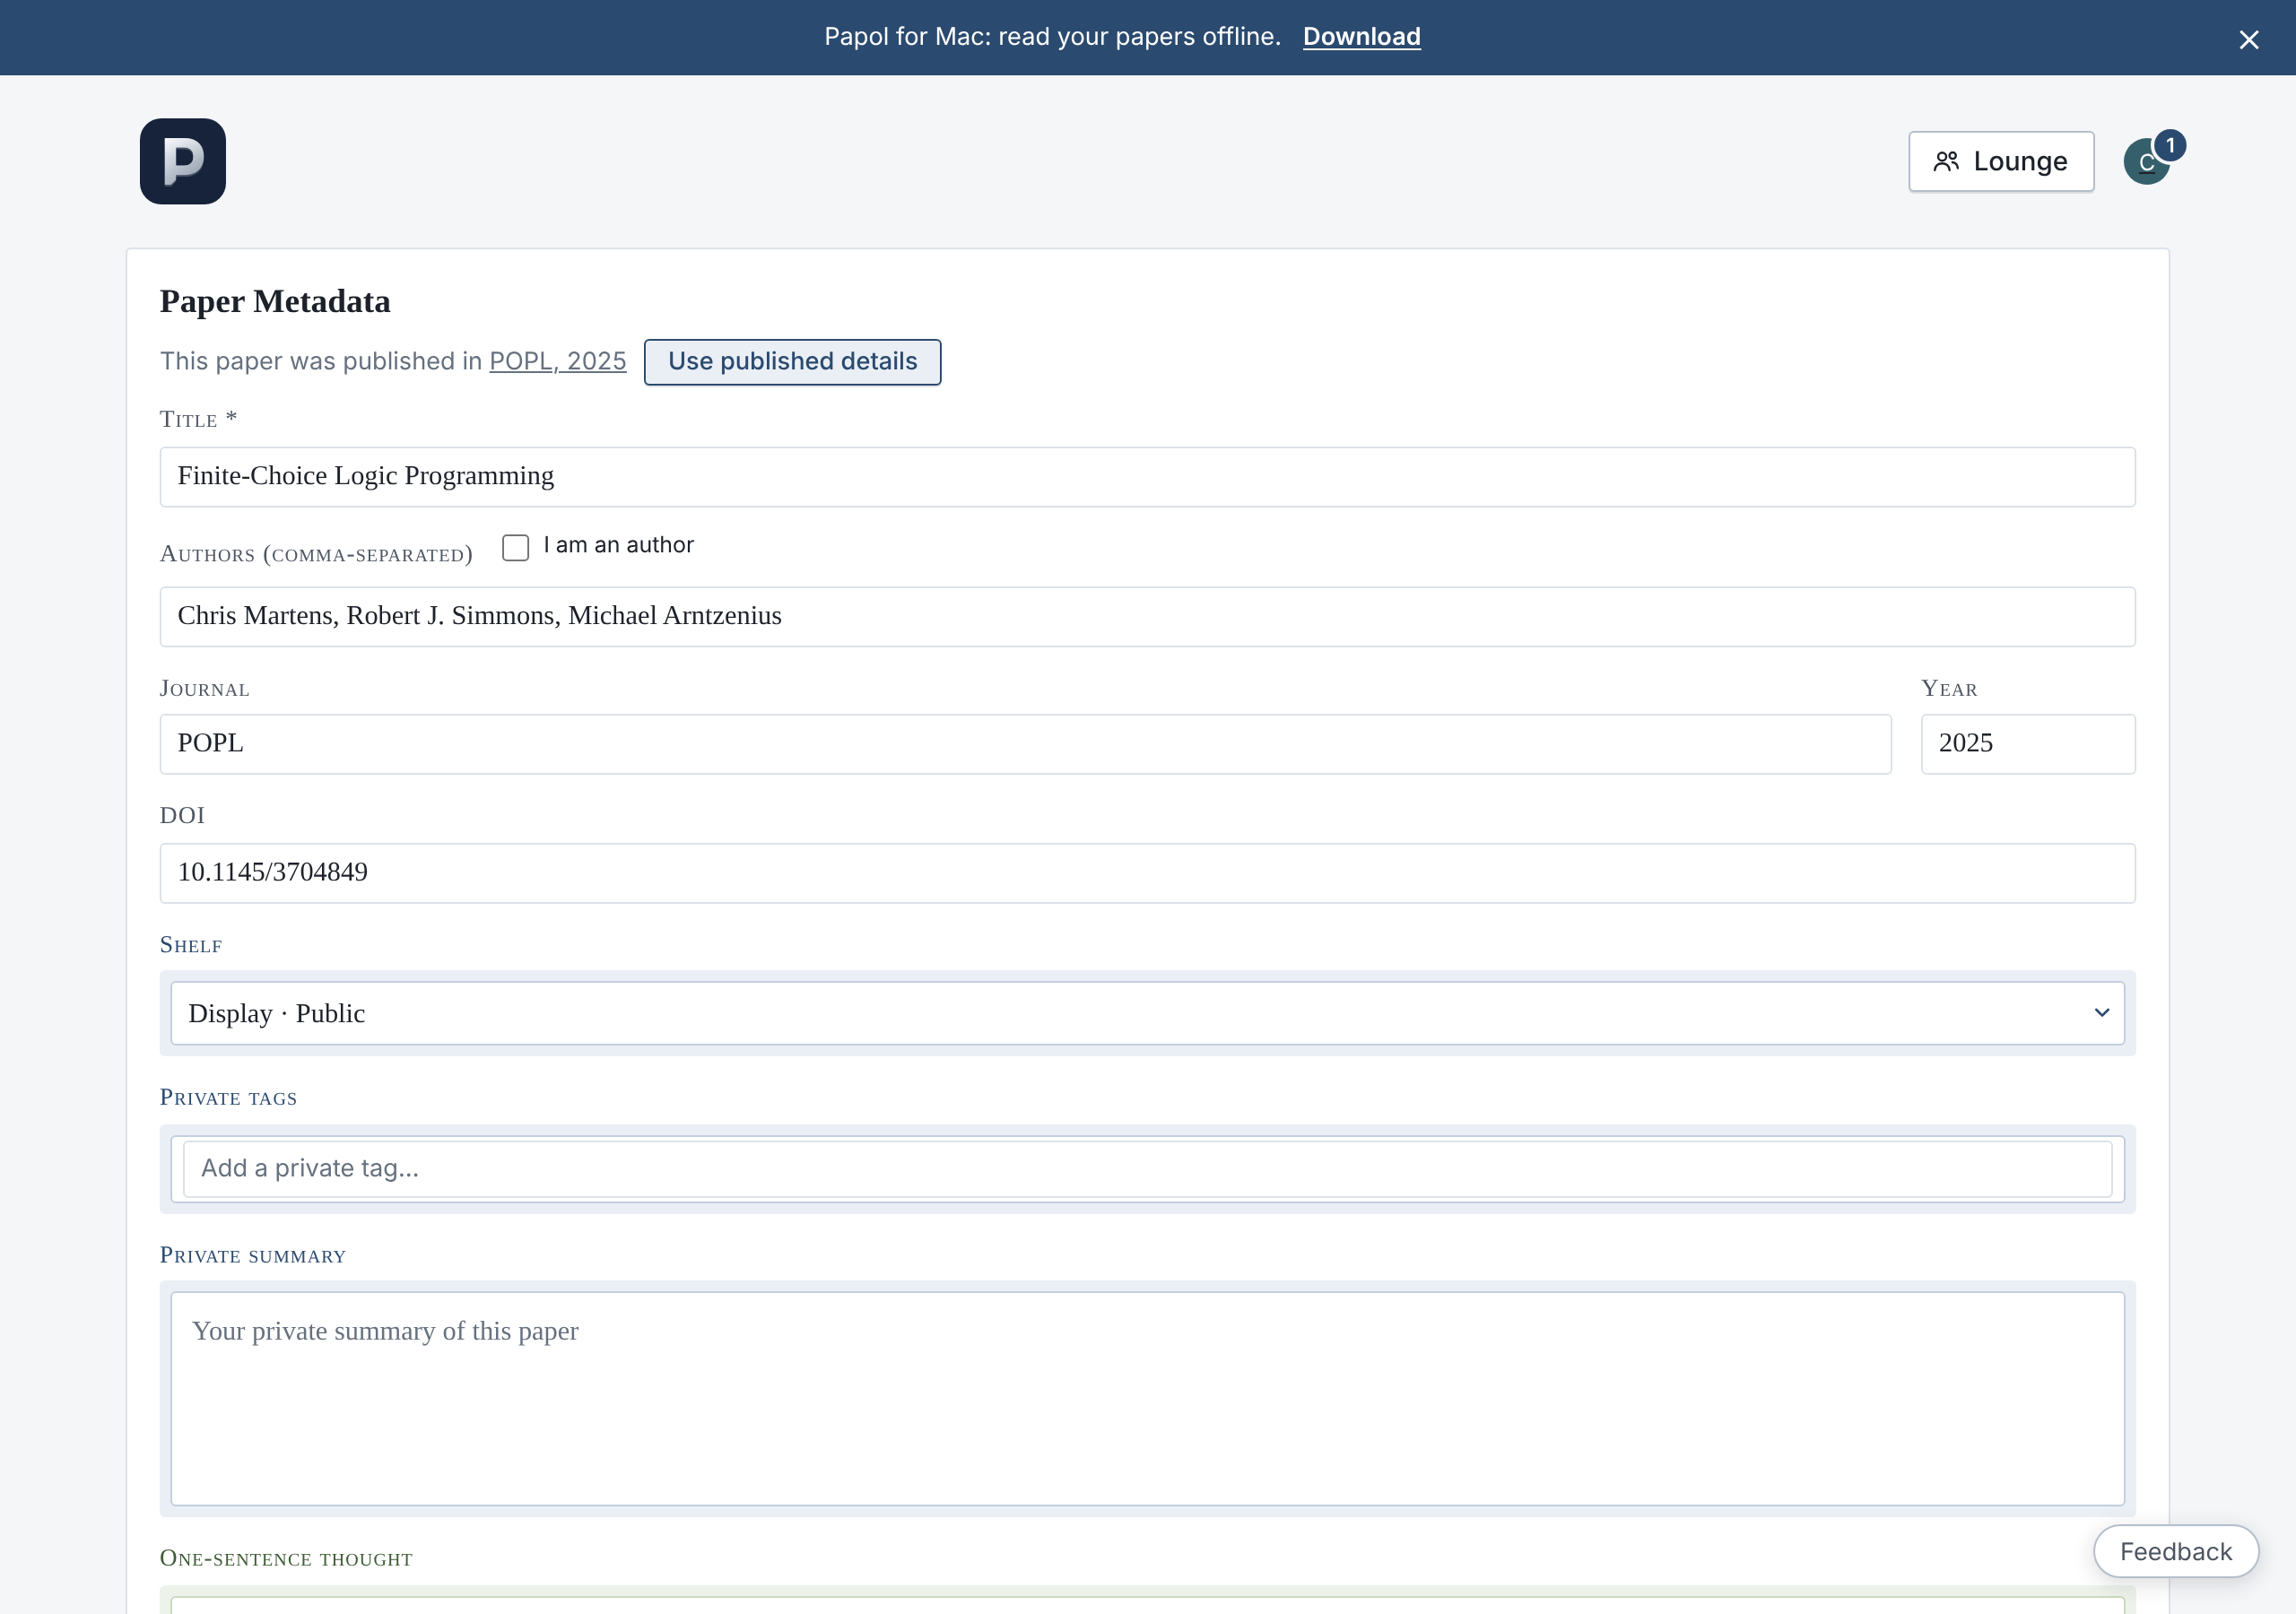 Papol for Mac: read your papers offline. Download
P
Lounge
C
1
Paper Metadata
This paper was published in POPL, 2025 Use published details
Title *
Finite-Choice Logic Programming
Authors (comma-separated) I am an author
Chris Martens, Robert J. Simmons, Michael Arntzenius
Journal Year
POPL 2025
DOI
10.1145/3704849
Shelf
Display · Public
Private tags
Add a private tag...
Private summary
Your private summary of this paper
One-sentence thought
Feedback